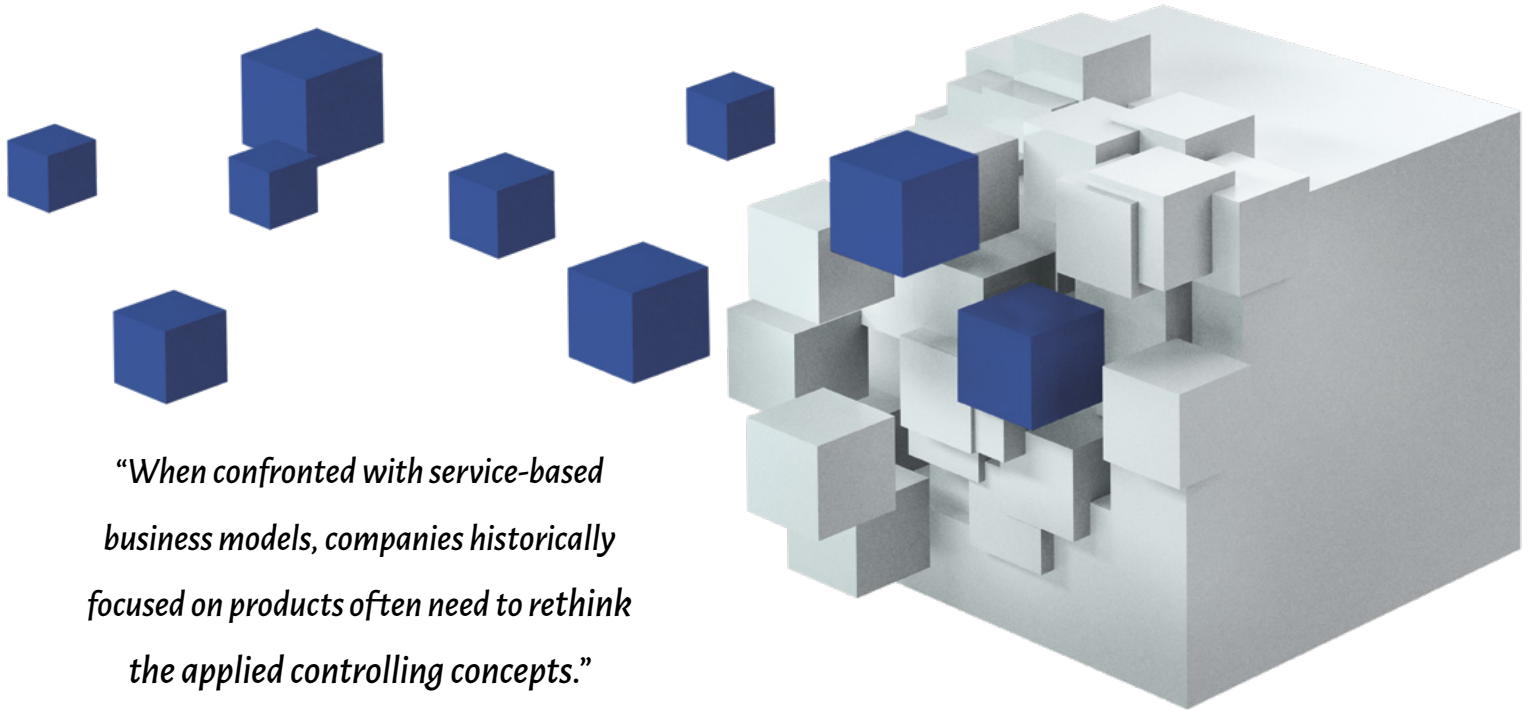 “When confronted with service-based
business models, companies historically
focused on products often need to rethink
the applied controlling concepts.”